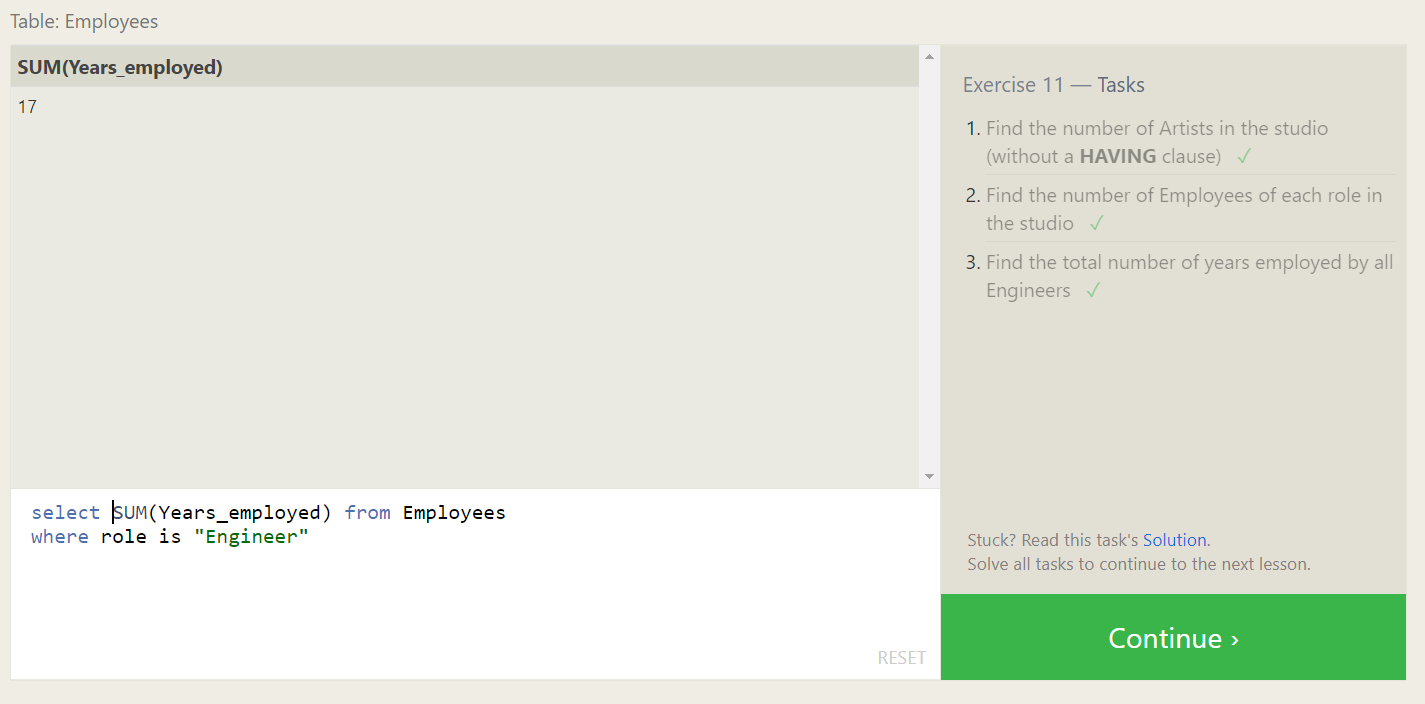 Table: Employees
SUM(Years_employed)
17
Exercise 11 — Tasks
1. Find the number of Artists in the studio
(without a HAVING clause) ✓
2. Find the number of Employees of each role in
the studio ✓
3. Find the total number of years employed by all
Engineers ✓
select SUM(Years_employed) from Employees
where role is "Engineer"
RESET
Stuck? Read this task's Solution.
Solve all tasks to continue to the next lesson.
Continue ›